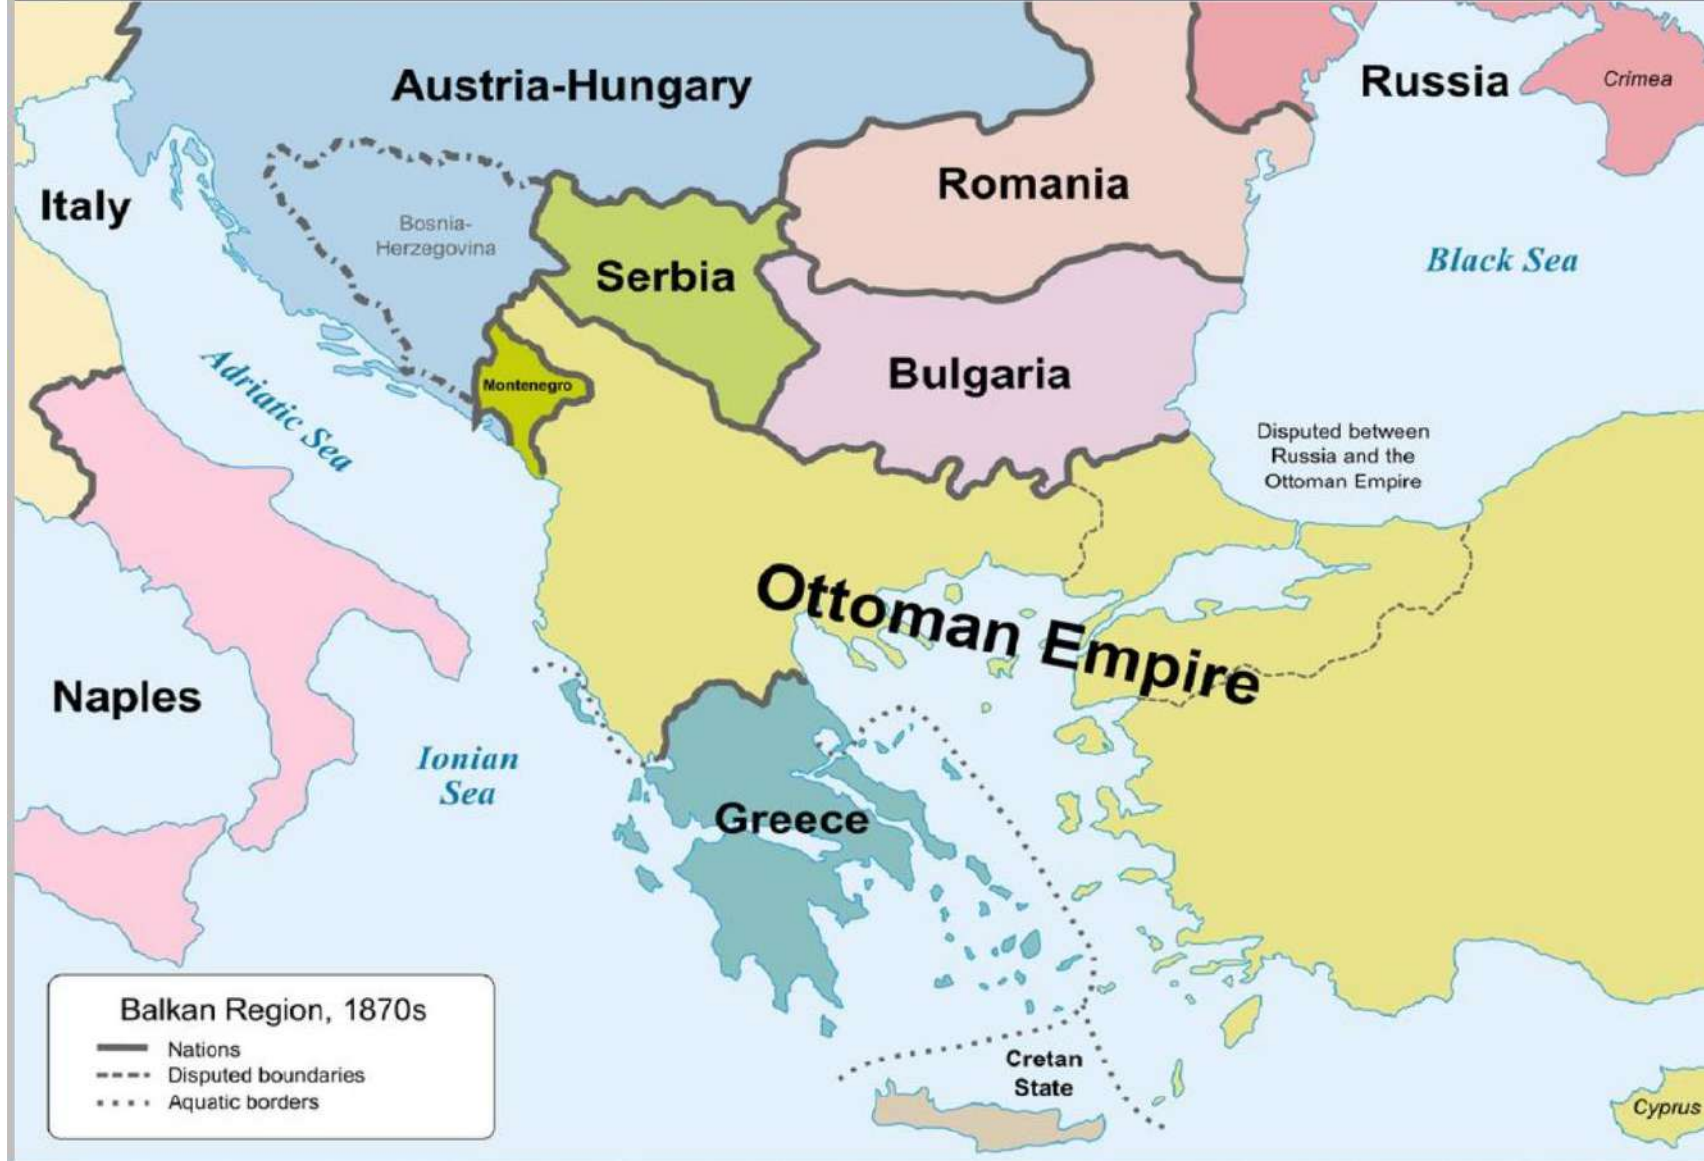 Austria-Hungary
Russia
Crimea
Romania
Italy
Bosnia-
Herzegovina
Serbia
Black Sea
Bulgaria
Adriatic Sea
Montenegro
Disputed between
Russia and the
Ottoman Empire
Ottoman Empire
Naples
Ionian
Sea
Greece
Balkan Region, 1870s
Nations
Disputed boundaries
Aquatic borders
Cretan
State
Cyprus